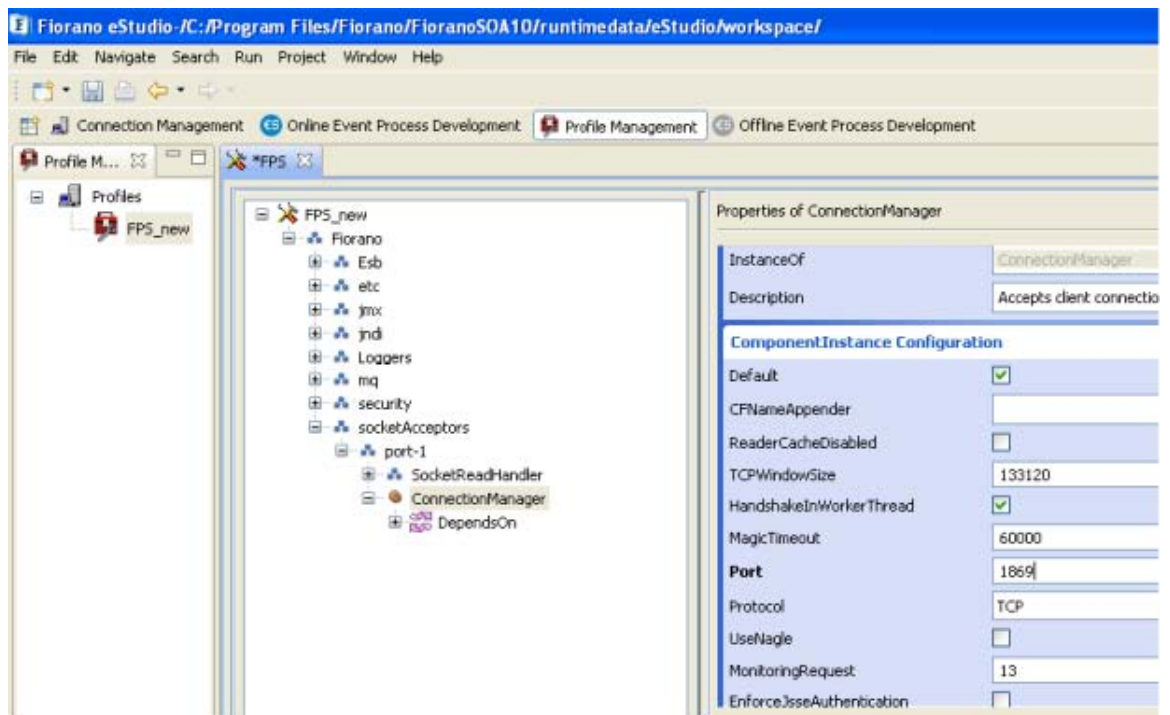 Fiorano eStudio-/C:/Program Files/Fiorano/FioranoSOA10/runtimedata/eStudio/workspace/
File Edit Navigate Search Run Project Window Help
Connection Management Online Event Process Development Profile Management Offline Event Process Development
Profile M... *FPS
Profiles
FPS_new
FPS_new
Fiorano
Esb
etc
jmx
jndi
Loggers
mq
security
socketAcceptors
port-1
SocketReadHandler
ConnectionManager
DependsOn
Properties of ConnectionManager
InstanceOf ConnectionManager
Description Accepts client connectio
ComponentInstance Configuration
Default
CFNameAppender
ReaderCacheDisabled
TCPWindowSize 133120
HandshakeInWorkerThread
MagicTimeout 60000
Port 1869
Protocol TCP
UseNagle
MonitoringRequest 13
EnforceJsseAuthentication